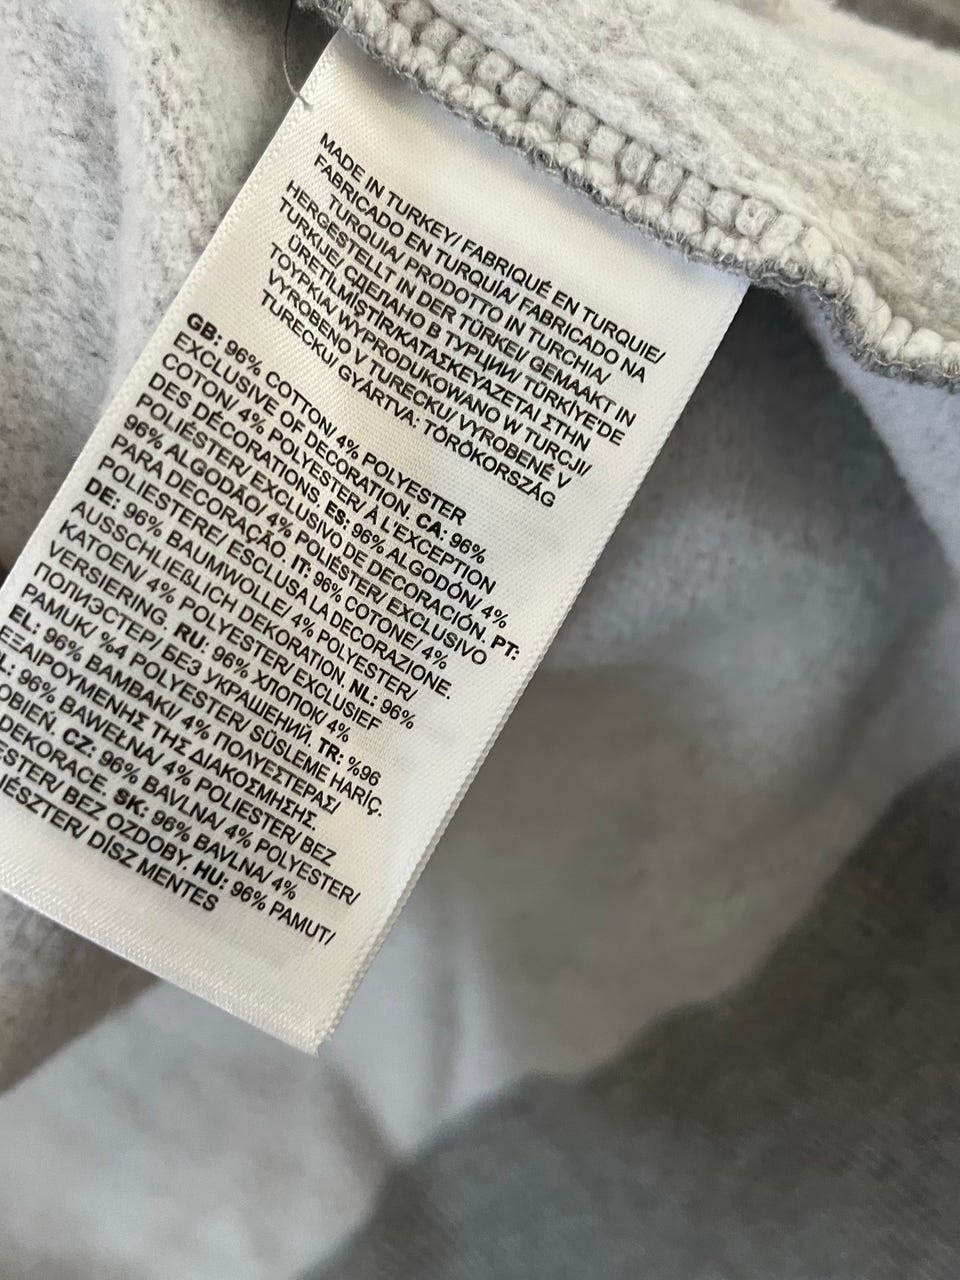 MADE IN TURKEY/ FABRIQUÉ EN TURQUIE/
FABRICADO EN TURQUÍA/ FABRICADO NA
TURQUIA/ PRODOTTO IN TURCHIA/
HERGESTELLT IN DER TÜRKEI/ GEMAAKT IN
TURKIJE/ СДЕЛАНО В ТУРЦИИ/ TÜRKİYE'DE
ÜRETİLMİŞTİR/ΚΑΤΑΣΚΕΥΑΖΕΤΑΙ ΣΤΗΝ
ΤΟΥΡΚΙΑ/ WYPRODUKOWANO W TURCJI/
VYROBENO V TURECKU/ VYROBENÉ V
TURECKU/ GYÁRTVA: TÖRÖKORSZÁG
GB: 96% COTTON/ 4% POLYESTER
EXCLUSIVE OF DECORATION. CA: 96%
COTON/ 4% POLYESTER/ À L'EXCEPTION
DES DÉCORATIONS. ES: 96% ALGODÓN/ 4%
POLIÉSTER/ EXCLUSIVO DE DECORACIÓN. PT:
96% ALGODÃO/ 4% POLIÉSTER/ EXCLUSIVO
PARA DECORAÇÃO. IT: 96% COTONE/ 4%
POLIESTERE/ ESCLUSA LA DECORAZIONE.
DE: 96% BAUMWOLLE/ 4% POLYESTER/
AUSSCHLIEßLICH DEKORATION. NL: 96%
KATOEN/ 4% POLYESTER/ EXCLUSIEF
VERSIERING. RU: 96% ХЛОПОК/ 4%
ПОЛИЭСТЕР/ БЕЗ УКРАШЕНИЙ. TR: %96
PAMUK/ %4 POLYESTER/ SÜSLEME HARİÇ.
EL: 96% ΒΑΜΒΑΚΙ/ 4% ΠΟΛΥΕΣΤΕΡΑΣ/
ΕΞΑΙΡΟΥΜΕΝΗΣ ΤΗΣ ΔΙΑΚΟΣΜΗΣΗΣ.
L: 96% BAWEŁNA/ 4% POLIESTER/ BEZ
OBIEŃ. CZ: 96% BAVLNA/ 4% POLYESTER/
DEKORACE. SK: 96% BAVLNA/ 4%
ESTER/ BEZ OZDOBY. HU: 96% PAMUT/
IÉSZTER/ DÍSZ MENTES